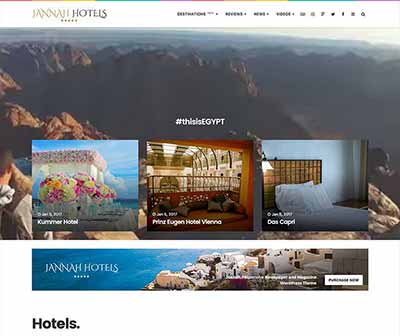 JANNAH HOTELS
DESTINATIONS REVIEWS NEWS VIDEOS
#thisisEGYPT
Jan 5, 2017
Kummer Hotel
Jan 5, 2017
Prinz Eugen Hotel Vienna
Jan 5, 2017
Das Capri
JANNAH HOTELS
Jannah Responsive Newspaper and Magazine
WordPress Theme
PURCHASE NOW
Hotels.